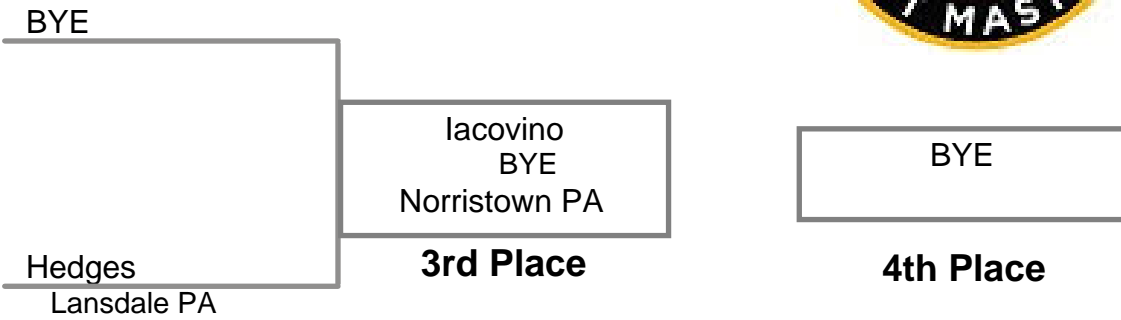 BYE
Iacovino
BYE
Norristown PA
3rd Place
Hedges
Lansdale PA
BYE
4th Place